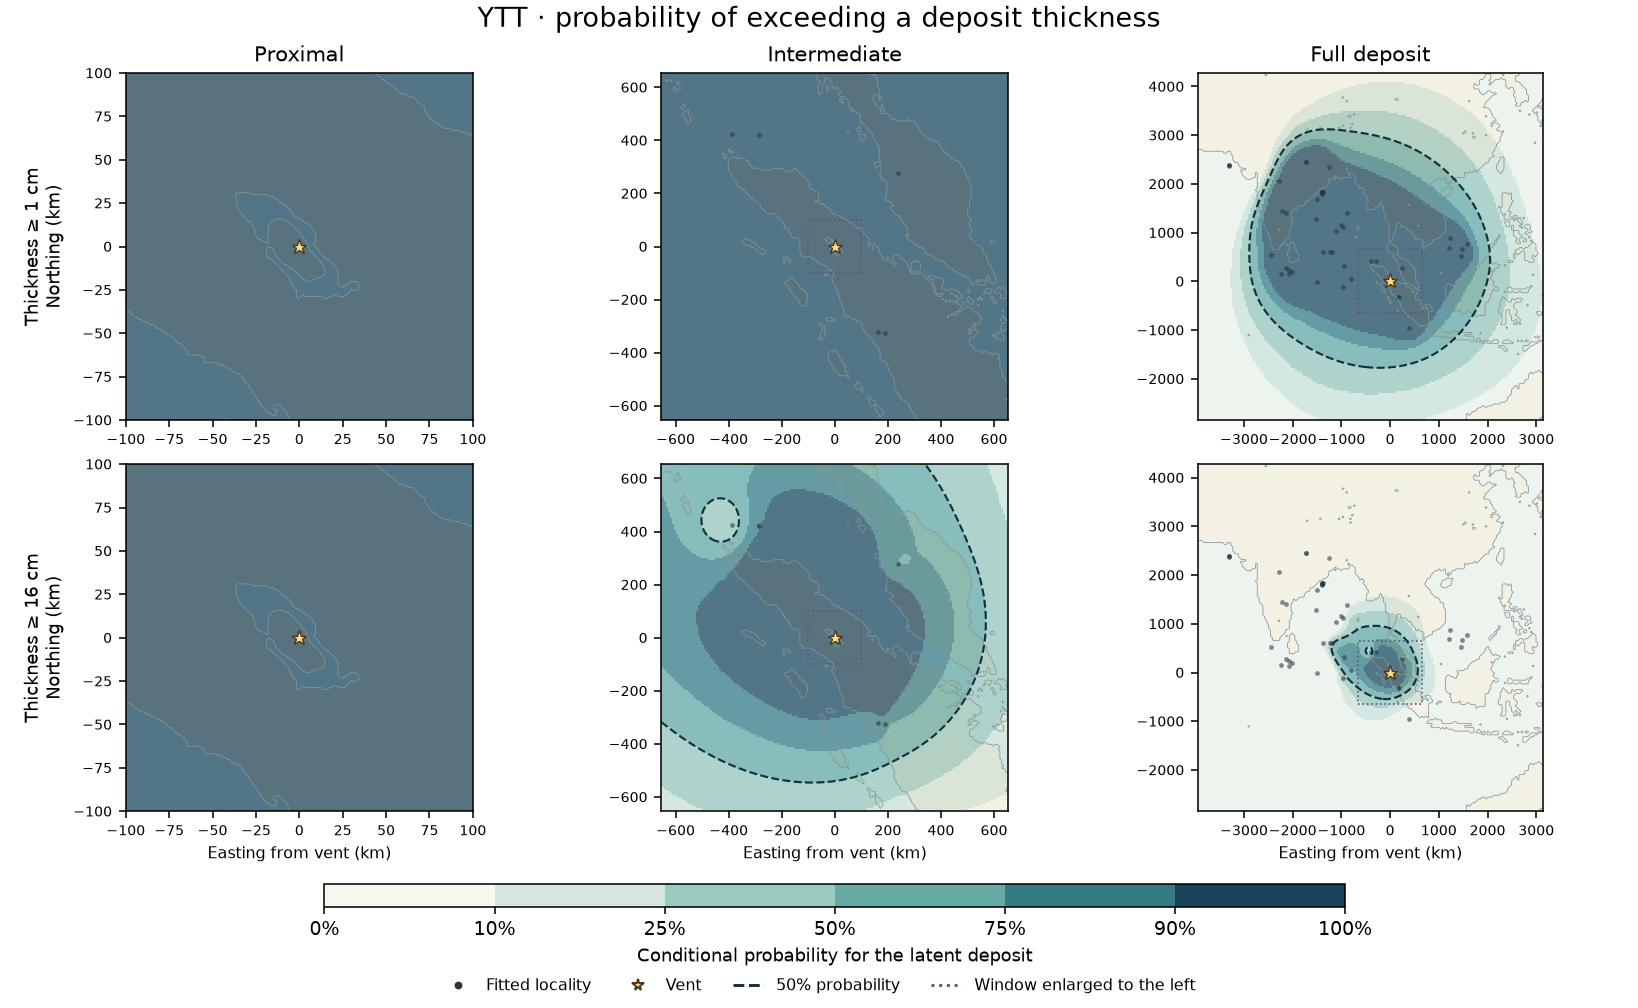 YTT · probability of exceeding a deposit thickness
Proximal
Intermediate
Full deposit
Thickness ≥ 1 cm
Northing (km)
100
75
50
25
0
−25
−50
−75
−100
−100 −75 −50 −25 0 25 50 75 100
600
400
200
0
−200
−400
−600
−600 −400 −200 0 200 400 600
4000
3000
2000
1000
0
−1000
−2000
−3000 −2000 −1000 0 1000 2000 3000
Thickness ≥ 16 cm
Northing (km)
100
75
50
25
0
−25
−50
−75
−100
−100 −75 −50 −25 0 25 50 75 100
Easting from vent (km)
600
400
200
0
−200
−400
−600
−600 −400 −200 0 200 400 600
Easting from vent (km)
4000
3000
2000
1000
0
−1000
−2000
−3000 −2000 −1000 0 1000 2000 3000
Easting from vent (km)
0% 10% 25% 50% 75% 90% 100%
Conditional probability for the latent deposit
Fitted locality Vent 50% probability Window enlarged to the left